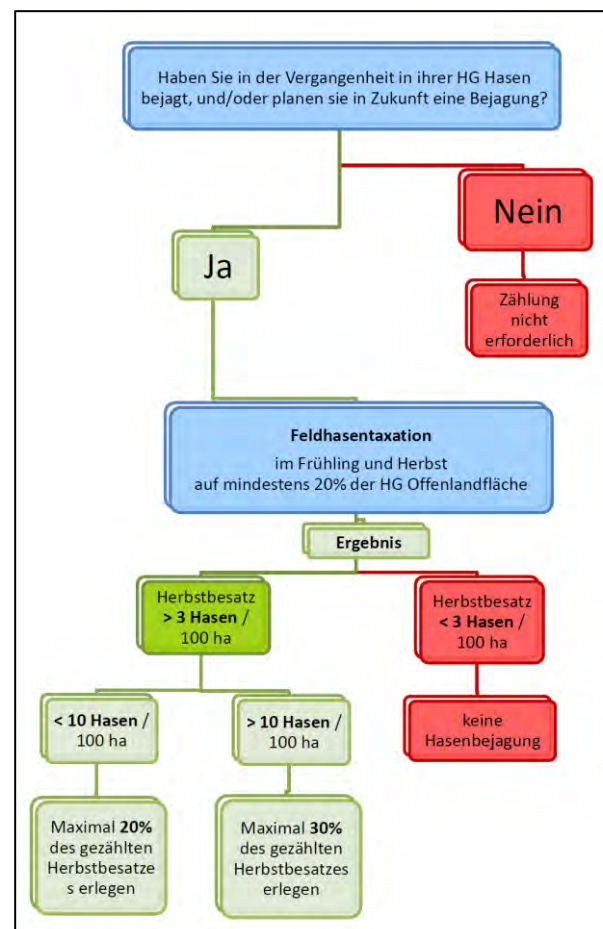 Haben Sie in der Vergangenheit in ihrer HG Hasen
bejagt, und/oder planen sie in Zukunft eine Bejagung?
Nein
Ja
Zählung
nicht
erforderlich
Feldhasentaxation
im Frühling und Herbst
auf mindestens 20% der HG Offenlandfläche
Ergebnis
Herbstbesatz
> 3 Hasen /
100 ha
Herbstbesatz
< 3 Hasen /
100 ha
< 10 Hasen /
100 ha
> 10 Hasen /
100 ha
keine
Hasenbejagung
Maximal 20%
des gezählten
Herbstbesatze
s erlegen
Maximal 30%
des gezählten
Herbstbesatzes
erlegen